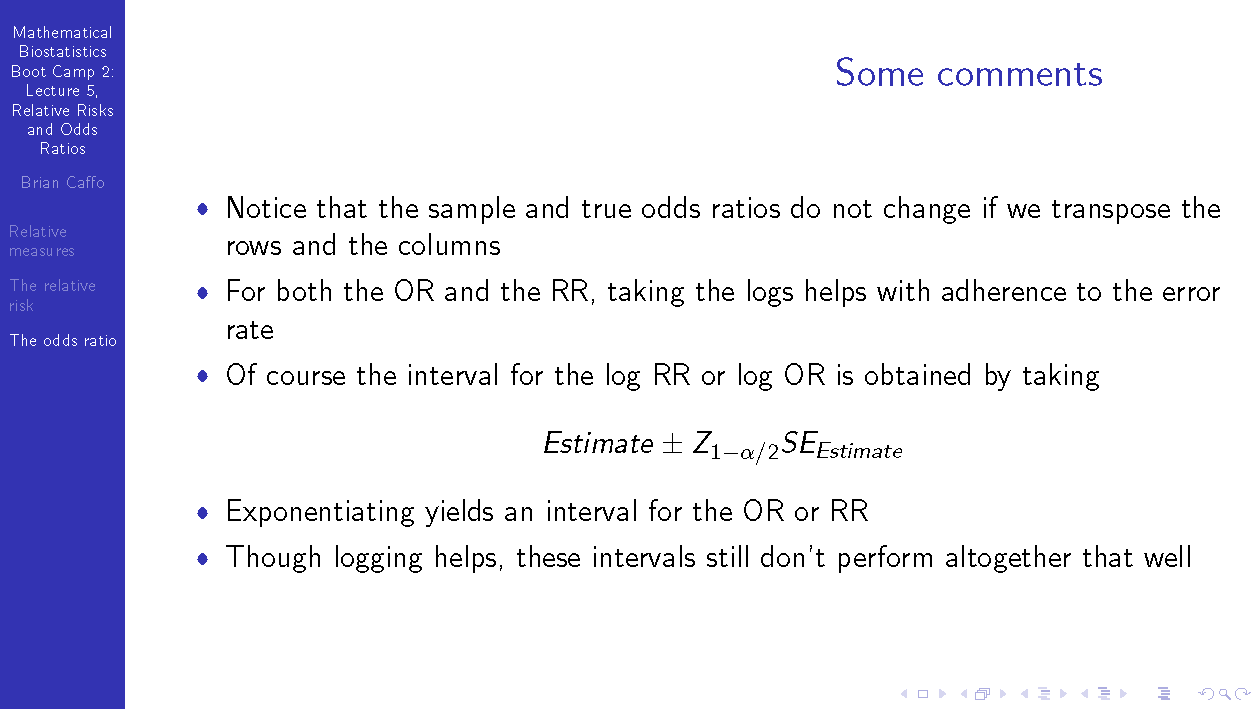 Mathematical
Biostatistics
Boot Camp 2:
Lecture 5,
Relative Risks
and Odds
Ratios
Brian Caffo
Relative
measures
The relative
risk
The odds ratio
Some comments
• Notice that the sample and true odds ratios do not change if we transpose the
rows and the columns
• For both the OR and the RR, taking the logs helps with adherence to the error
rate
• Of course the interval for the log RR or log OR is obtained by taking
Estimate ± Z_{1−α/2}SE_{Estimate}
• Exponentiating yields an interval for the OR or RR
• Though logging helps, these intervals still don't perform altogether that well